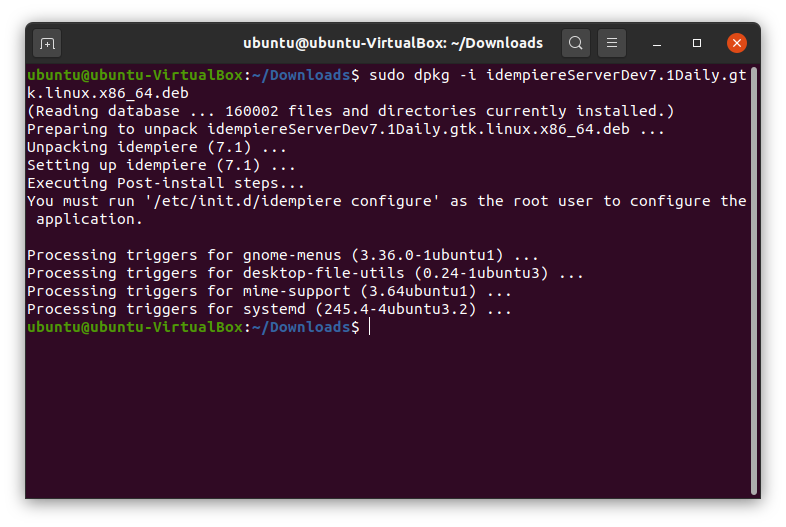 ubuntu@ubuntu-VirtualBox: ~/Downloads
ubuntu@ubuntu-VirtualBox:~/Downloads$ sudo dpkg -i idempiereServerDev7.1Daily.gt
k.linux.x86_64.deb
(Reading database ... 160002 files and directories currently installed.)
Preparing to unpack idempiereServerDev7.1Daily.gtk.linux.x86_64.deb ...
Unpacking idempiere (7.1) ...
Setting up idempiere (7.1) ...
Executing Post-install steps...
You must run '/etc/init.d/idempiere configure' as the root user to configure the
 application.

Processing triggers for gnome-menus (3.36.0-1ubuntu1) ...
Processing triggers for desktop-file-utils (0.24-1ubuntu3) ...
Processing triggers for mime-support (3.64ubuntu1) ...
Processing triggers for systemd (245.4-4ubuntu3.2) ...
ubuntu@ubuntu-VirtualBox:~/Downloads$